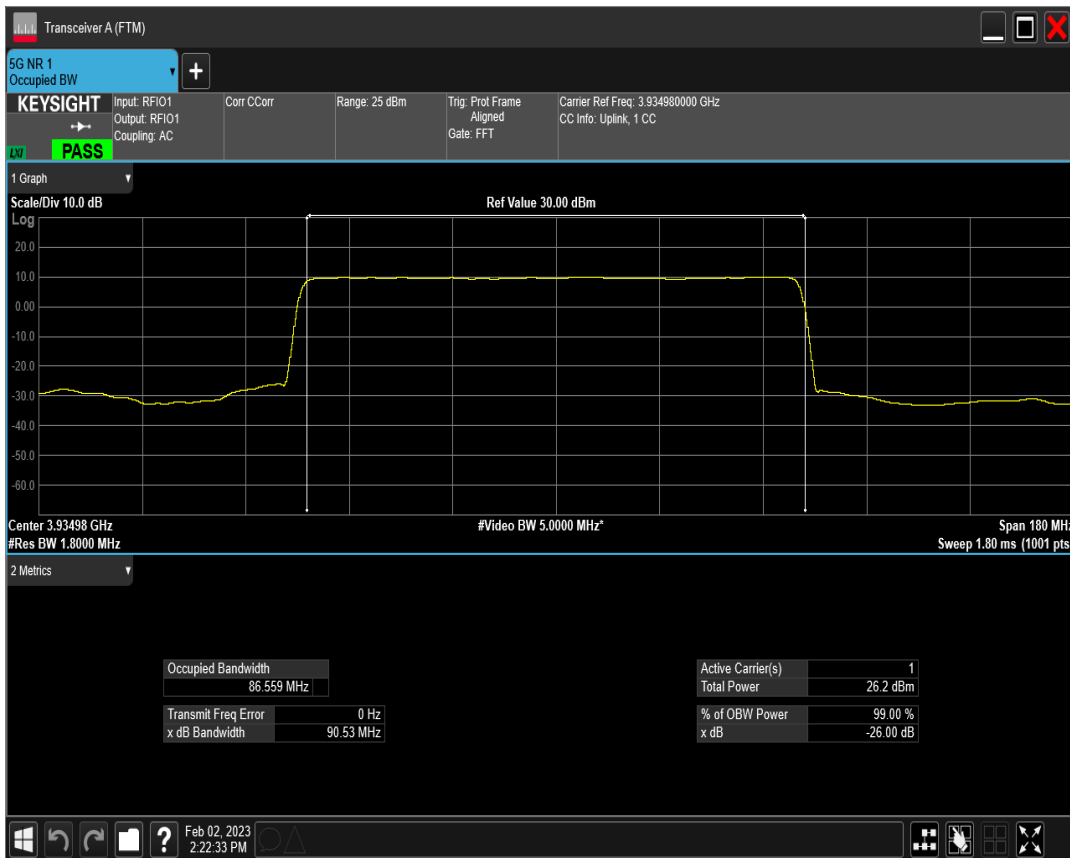 Transceiver A (FTM)
5G NR 1
Occupied BW
+
KEYSIGHT
LXI
PASS
Input: RFIO1
Output: RFIO1
Coupling: AC
Corr CCorr
Range: 25 dBm
Trig: Prot Frame
Aligned
Gate: FFT
Carrier Ref Freq: 3.934980000 GHz
CC Info: Uplink, 1 CC
1 Graph
Scale/Div 10.0 dB
Ref Value 30.00 dBm
Log
20.0
10.0
0.00
-10.0
-20.0
-30.0
-40.0
-50.0
-60.0
Center 3.93498 GHz
#Video BW 5.0000 MHz*
Span 180 MHz
#Res BW 1.8000 MHz
Sweep 1.80 ms (1001 pts
2 Metrics
Occupied Bandwidth
86.559 MHz
Transmit Freq Error 0 Hz
x dB Bandwidth 90.53 MHz
Active Carrier(s) 1
Total Power 26.2 dBm
% of OBW Power 99.00 %
x dB -26.00 dB
?
Feb 02, 2023
2:22:33 PM